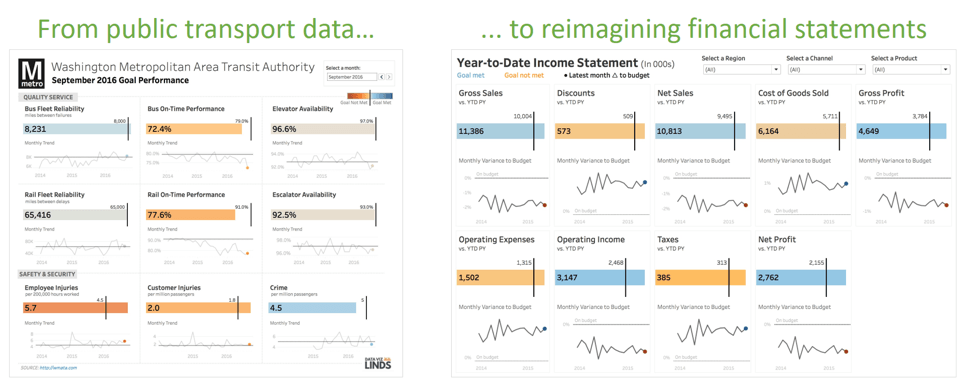 From public transport data...
... to reimagining financial statements
M
metro
Washington Metropolitan Area Transit Authority
September 2016 Goal Performance
Select a month:
September 2016
Goal Not Met
Goal Met
QUALITY SERVICE
Bus Fleet Reliability
miles between failures
8,000
8,231
Monthly Trend
8K
6K
2014 2015 2016
Bus On-Time Performance
79.0%
72.4%
Monthly Trend
80.0%
75.0%
2014 2015 2016
Elevator Availability
97.0%
96.6%
Monthly Trend
2014 2015 2016
Rail Fleet Reliability
miles between delays
65,000
65,416
Monthly Trend
40K
2014 2015 2016
Rail On-Time Performance
91.0%
77.6%
Monthly Trend
90.0%
80.0%
2014 2015 2016
Escalator Availability
93.0%
92.5%
Monthly Trend
2014 2015 2016
SAFETY & SECURITY
Employee Injuries
per 200,000 hours worked
4.5
5.7
Monthly Trend
2014 2015 2016
Customer Injuries
per million passengers
1.8
2.0
Monthly Trend
2014 2015 2016
Crime
per million passengers
5
4.5
Monthly Trend
2014 2015 2016
SOURCE: http://wmata.com
DATA VIZ
LINDS
Year-to-Date Income Statement (In 000s)
Goal met
Goal not met
● Latest month △ to budget
Select a Region
(All)
Select a Channel
(All)
Select a Product
(All)
Gross Sales
vs. YTD PY
10,004
11,386
Monthly Variance to Budget
On budget
0%
-2%
2014 2015
Discounts
vs. YTD PY
509
573
Monthly Variance to Budget
0%
On budget
2014 2015
Net Sales
vs. YTD PY
9,495
10,813
Monthly Variance to Budget
On budget
0%
-2%
2014 2015
Cost of Goods Sold
vs. YTD PY
5,711
6,164
Monthly Variance to Budget
0%
On budget
2014 2015
Gross Profit
vs. YTD PY
3,784
4,649
Monthly Variance to Budget
On budget
0%
2014 2015
Operating Expenses
vs. YTD PY
1,315
1,502
Monthly Variance to Budget
0%
On budget
2014 2015
Operating Income
vs. YTD PY
2,468
3,147
Monthly Variance to Budget
On budget
0%
2014 2015
Taxes
vs. YTD PY
313
385
Monthly Variance to Budget
0%
On budget
2014 2015
Net Profit
vs. YTD PY
2,155
2,762
Monthly Variance to Budget
On budget
0%
2014 2015